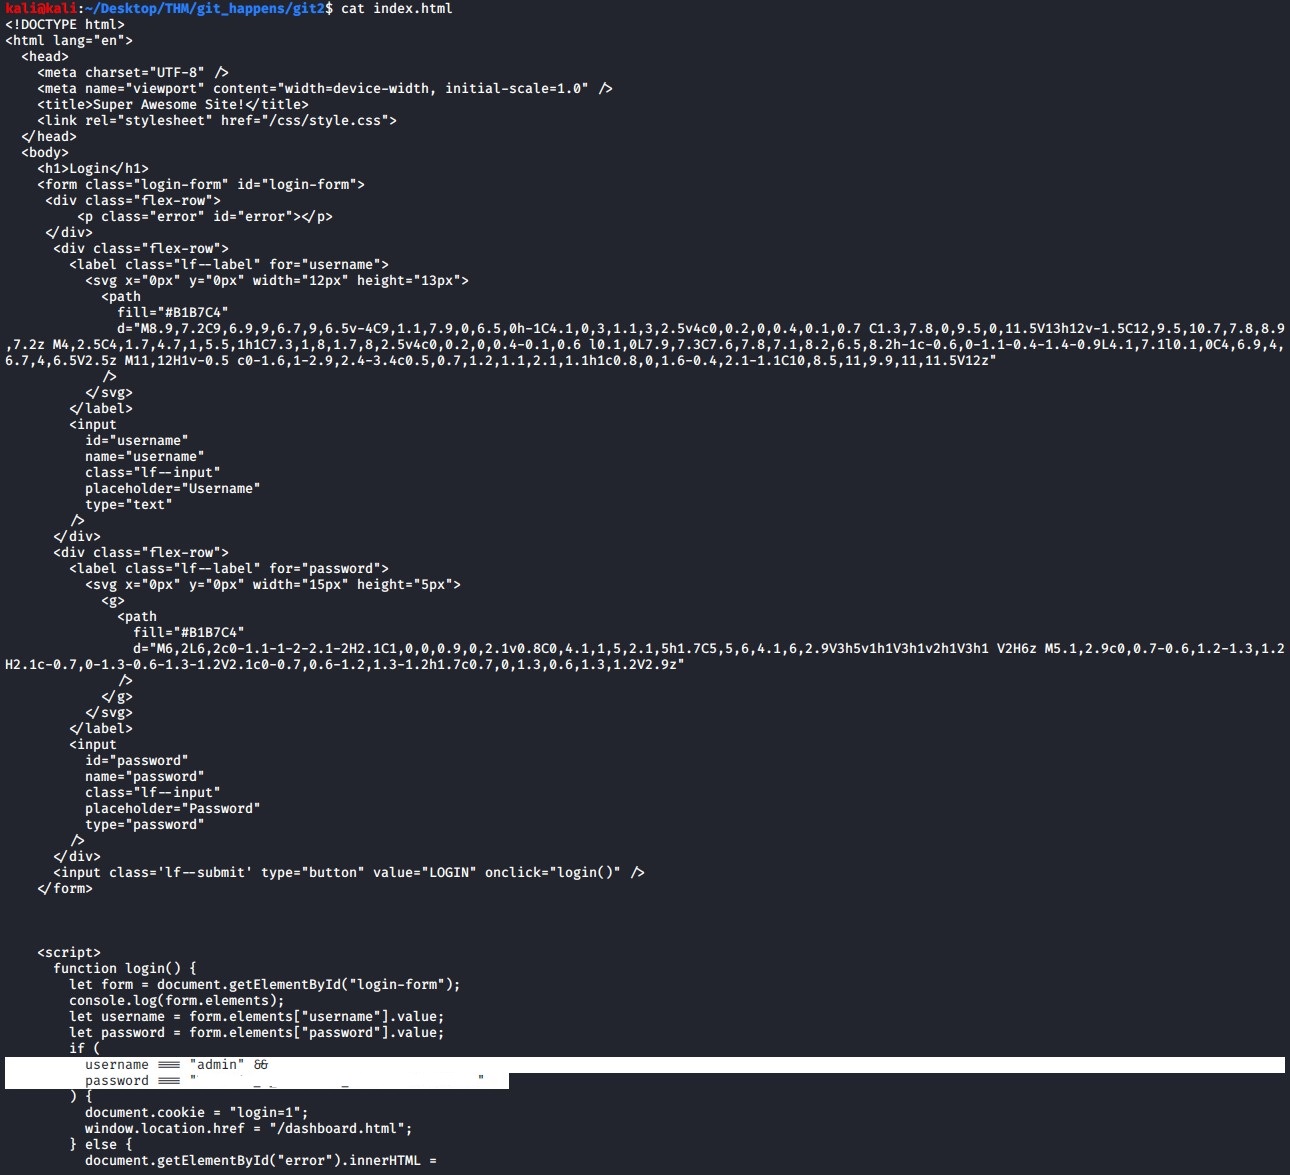 kali@kali:~/Desktop/THM/git_happens/git2$ cat index.html
<!DOCTYPE html>
<html lang="en">
  <head>
    <meta charset="UTF-8" />
    <meta name="viewport" content="width=device-width, initial-scale=1.0" />
    <title>Super Awesome Site!</title>
    <link rel="stylesheet" href="/css/style.css">
  </head>
  <body>
    <h1>Login</h1>
    <form class="login-form" id="login-form">
     <div class="flex-row">
         <p class="error" id="error"></p>
     </div>
      <div class="flex-row">
        <label class="lf--label" for="username">
          <svg x="0px" y="0px" width="12px" height="13px">
            <path
              fill="#B1B7C4"
              d="M8.9,7.2C9,6.9,9,6.7,9,6.5v-4C9,1.1,7.9,0,6.5,0h-1C4.1,0,3,1.1,3,2.5v4c0,0.2,0,0.4,0.1,0.7 C1.3,7.8,0,9.5,0,11.5V13h12v-1.5C12,9.5,10.7,7.8,8.9
,7.2z M4,2.5C4,1.7,4.7,1,5.5,1h1C7.3,1,8,1.7,8,2.5v4c0,0.2,0,0.4-0.1,0.6 l0.1,0L7.9,7.3C7.6,7.8,7.1,8.2,6.5,8.2h-1c-0.6,0-1.1-0.4-1.4-0.9L4.1,7.1l0.1,0C4,6.9,4,
6.7,4,6.5V2.5z M11,12H1v-0.5 c0-1.6,1-2.9,2.4-3.4c0.5,0.7,1.2,1.1,2.1,1.1h1c0.8,0,1.6-0.4,2.1-1.1C10,8.5,11,9.9,11,11.5V12z"
            />
          </svg>
        </label>
        <input
          id="username"
          name="username"
          class="lf--input"
          placeholder="Username"
          type="text"
        />
      </div>
      <div class="flex-row">
        <label class="lf--label" for="password">
          <svg x="0px" y="0px" width="15px" height="5px">
            <g>
              <path
                fill="#B1B7C4"
                d="M6,2L6,2c0-1.1-1-2-2.1-2H2.1C1,0,0,0.9,0,2.1v0.8C0,4.1,1,5,2.1,5h1.7C5,5,6,4.1,6,2.9V3h5v1h1V3h1v2h1V3h1 V2H6z M5.1,2.9c0,0.7-0.6,1.2-1.3,1.2
H2.1c-0.7,0-1.3-0.6-1.3-1.2V2.1c0-0.7,0.6-1.2,1.3-1.2h1.7c0.7,0,1.3,0.6,1.3,1.2V2.9z"
              />
            </g>
          </svg>
        </label>
        <input
          id="password"
          name="password"
          class="lf--input"
          placeholder="Password"
          type="password"
        />
      </div>
      <input class='lf--submit' type="button" value="LOGIN" onclick="login()" />
    </form>
    <script>
      function login() {
        let form = document.getElementById("login-form");
        console.log(form.elements);
        let username = form.elements["username"].value;
        let password = form.elements["password"].value;
        if (
          username === "admin" &&
          password === "                    "
        ) {
          document.cookie = "login=1";
          window.location.href = "/dashboard.html";
        } else {
          document.getElementById("error").innerHTML =